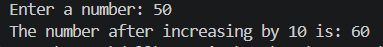 Enter a number: 50
The number after increasing by 10 is: 60